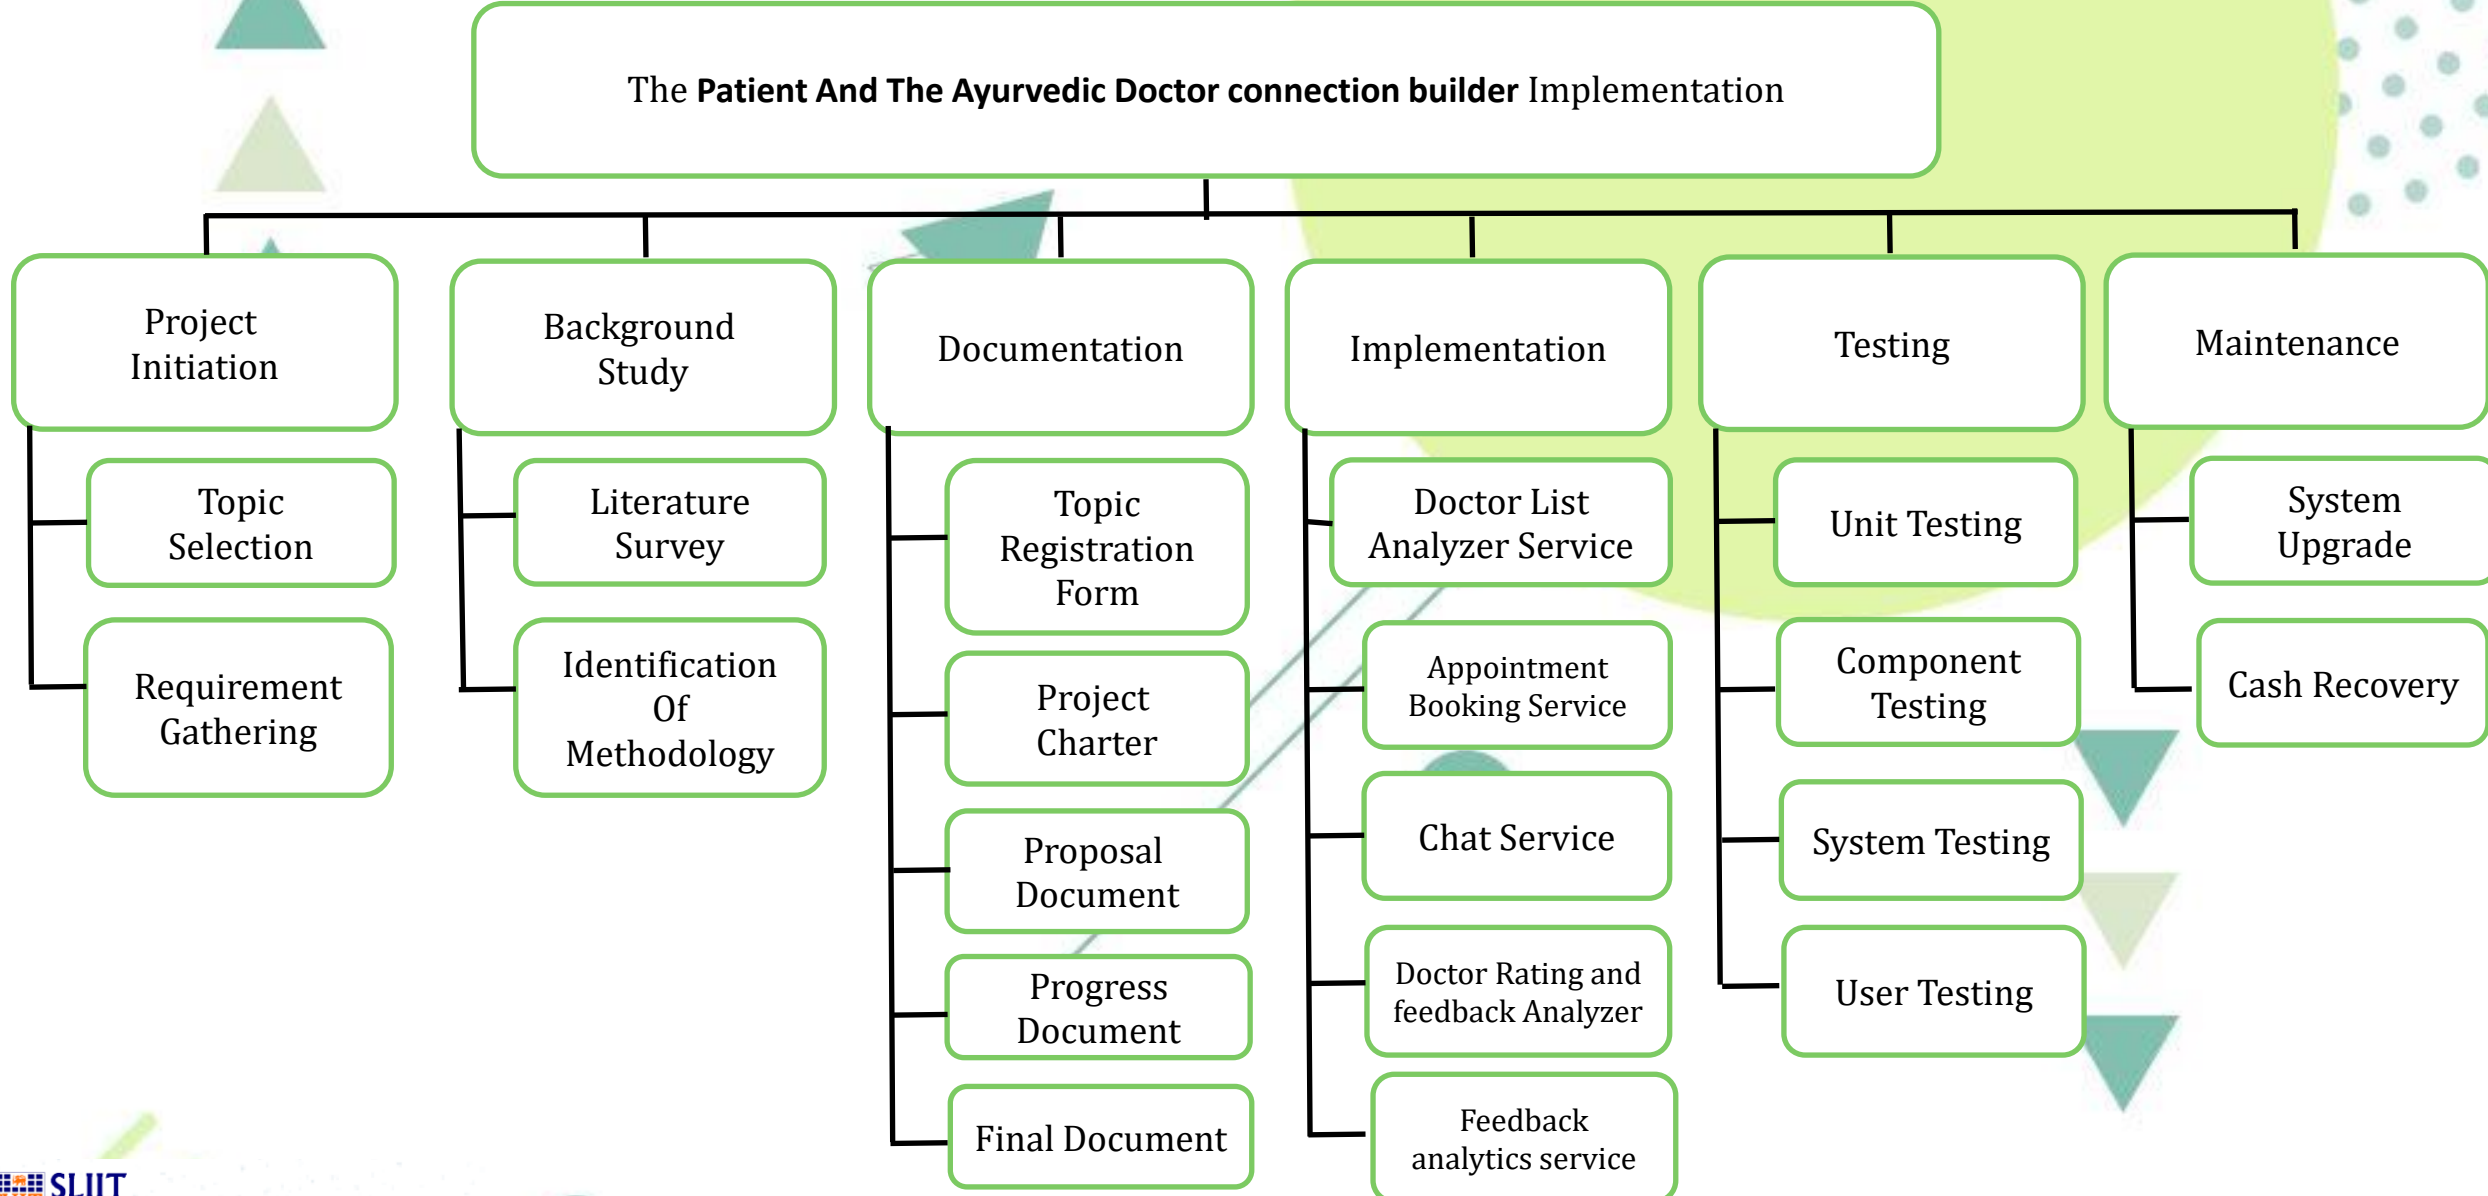 The Patient And The Ayurvedic Doctor connection builder Implementation
Project
Initiation
Background
Study
Documentation
Implementation
Testing
Maintenance
Topic
Selection
Requirement
Gathering
Literature
Survey
Identification
Of
Methodology
Topic
Registration
Form
Project
Charter
Proposal
Document
Progress
Document
Final Document
Doctor List
Analyzer Service
Appointment
Booking Service
Chat Service
Doctor Rating and
feedback Analyzer
Feedback
analytics service
Unit Testing
Component
Testing
System Testing
User Testing
System
Upgrade
Cash Recovery
SLIIT